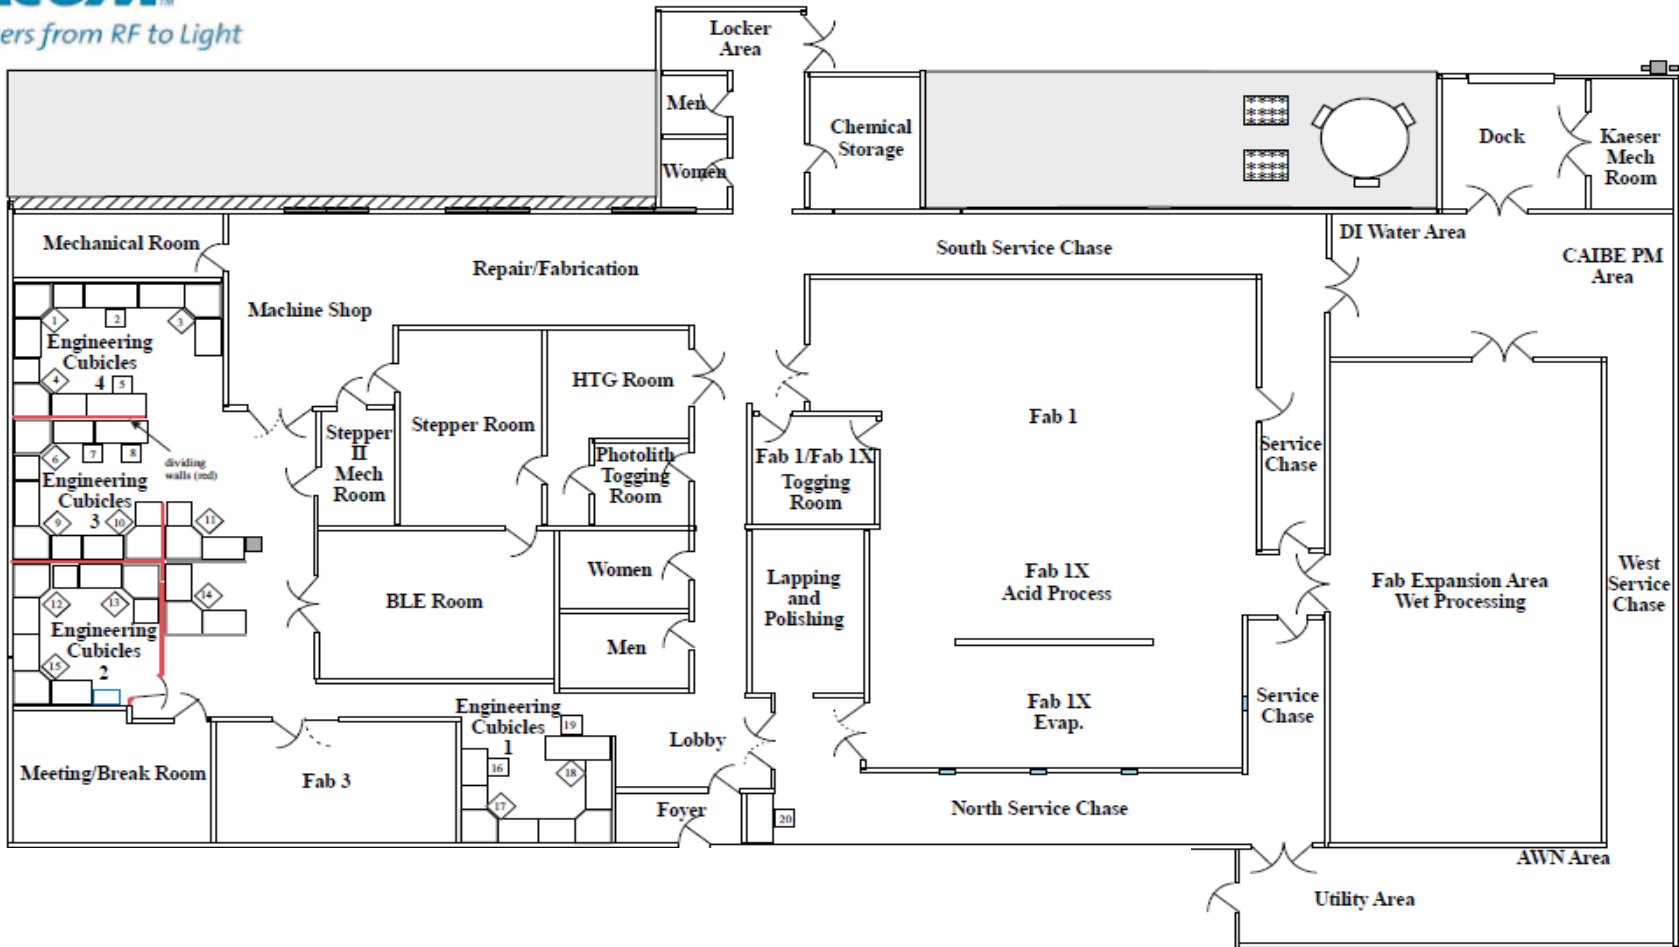 ers from RF to Light
Locker
Area
Men
Women
Chemical
Storage
Dock
Kaeser
Mech
Room
Mechanical Room
Repair/Fabrication
South Service Chase
DI Water Area
CAIBE PM
Area
Machine Shop
1
2
3
Engineering
Cubicles
4
4
5
HTG Room
Stepper Room
Stepper
II
Mech
Room
Photolith
Togging
Room
Fab 1/Fab 1X
Togging
Room
Fab 1
Service
Chase
6
7
8
dividing
walls (red)
Engineering
Cubicles
3
9
10
11
Women
Men
BLE Room
Lapping
and
Polishing
Fab 1X
Acid Process
Fab Expansion Area
Wet Processing
West
Service
Chase
12
13
14
Engineering
Cubicles
2
15
Fab 1X
Evap.
Service
Chase
Engineering
Cubicles
1
19
16
18
17
Lobby
Meeting/Break Room
Fab 3
Foyer
20
North Service Chase
AWN Area
Utility Area